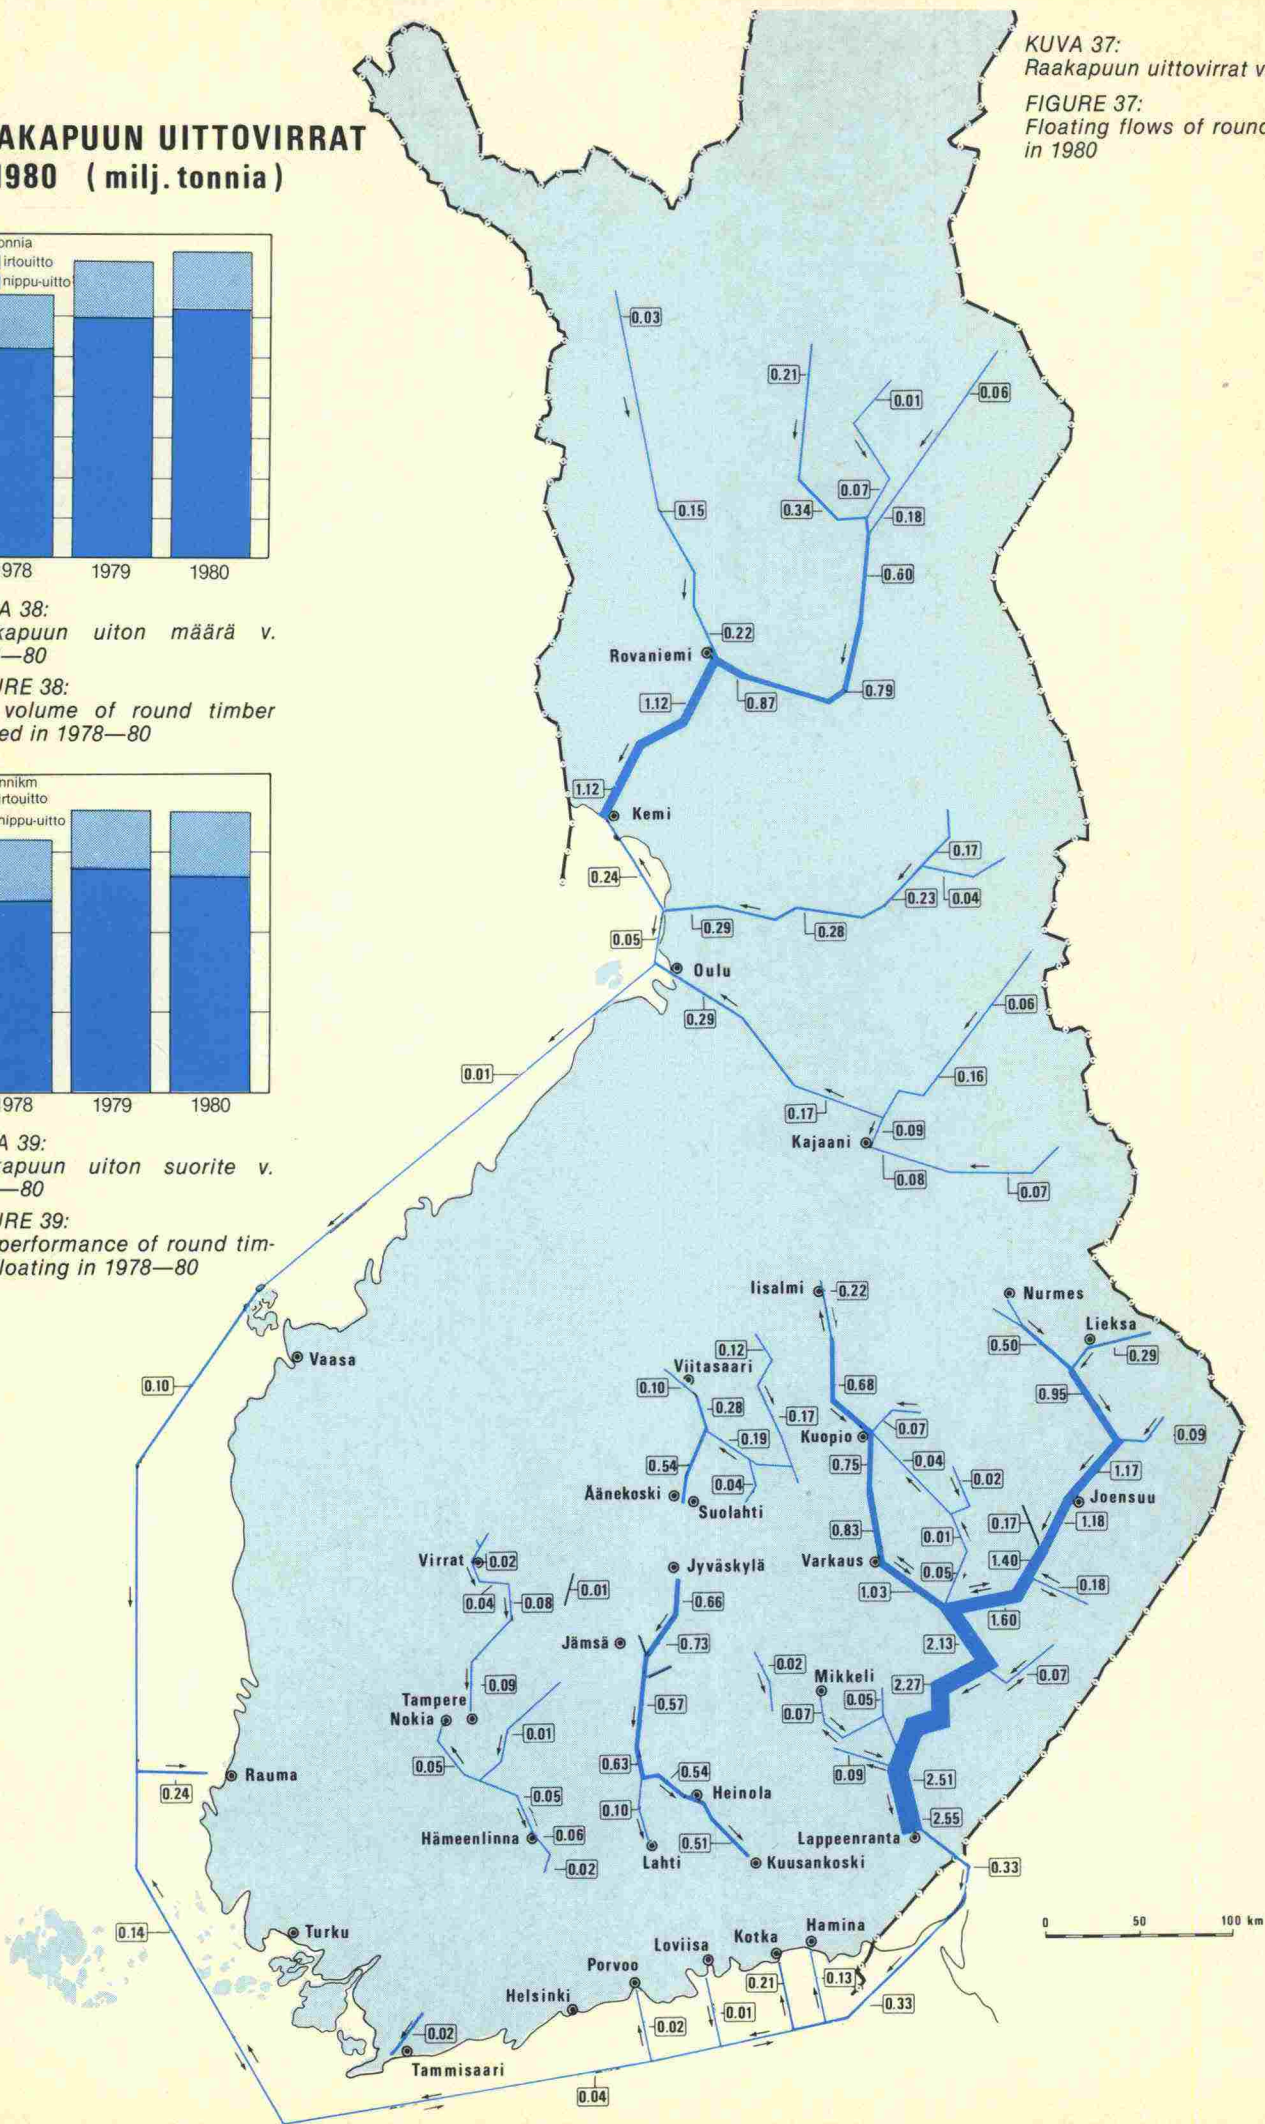 KUVA 37:
Raakapuun uittovirrat v
FIGURE 37:
Floating flows of round
in 1980
AKAPUUN UITTOVIRRAT
1980 ( milj. tonnia )
onnia
irtouitto
nippu-uitto
978 1979 1980
A 38:
kapuun uiton määrä v.
—80
RE 38:
volume of round timber
ed in 1978—80
nnikm
rtouitto
nippu-uitto
978 1979 1980
A 39:
apuun uiton suorite v.
—80
RE 39:
performance of round tim-
loating in 1978—80
0.03
0.21
0.01
0.06
0.07
0.15
0.34
0.18
0.60
0.22
Rovaniemi
0.79
1.12
0.87
1.12
Kemi
0.17
0.24
0.23
0.04
0.29
0.28
0.05
Oulu
0.06
0.29
0.01
0.16
0.17
0.09
Kajaani
0.08
0.07
Iisalmi
0.22
Nurmes
Lieksa
0.50
0.29
0.12
Viitasaari
Vaasa
0.10
0.10
0.68
0.95
0.28
0.17
0.07
0.09
0.19
Kuopio
0.54
0.75
0.04
1.17
0.04
0.02
Äänekoski
Suolahti
Joensuu
0.17
1.18
0.83
0.01
Virrat
0.02
Jyväskylä
Varkaus
1.40
0.05
0.18
0.04
0.08
0.01
0.66
1.03
1.60
Jämsä
0.73
2.13
0.02
0.07
Mikkeli
0.09
2.27
Tampere
0.57
0.05
Nokia
0.07
0.01
0.05
0.63
0.54
0.09
Rauma
0.24
2.51
0.05
Heinola
0.10
2.55
Hämeenlinna
0.06
0.51
Lappeenranta
0.02
Lahti
Kuusankoski
0.33
0.14
Turku
Hamina
Kotka
Loviisa
0 50 100 km
Porvoo
0.21
0.13
Helsinki
0.01
0.33
0.02
0.02
Tammisaari
0.04